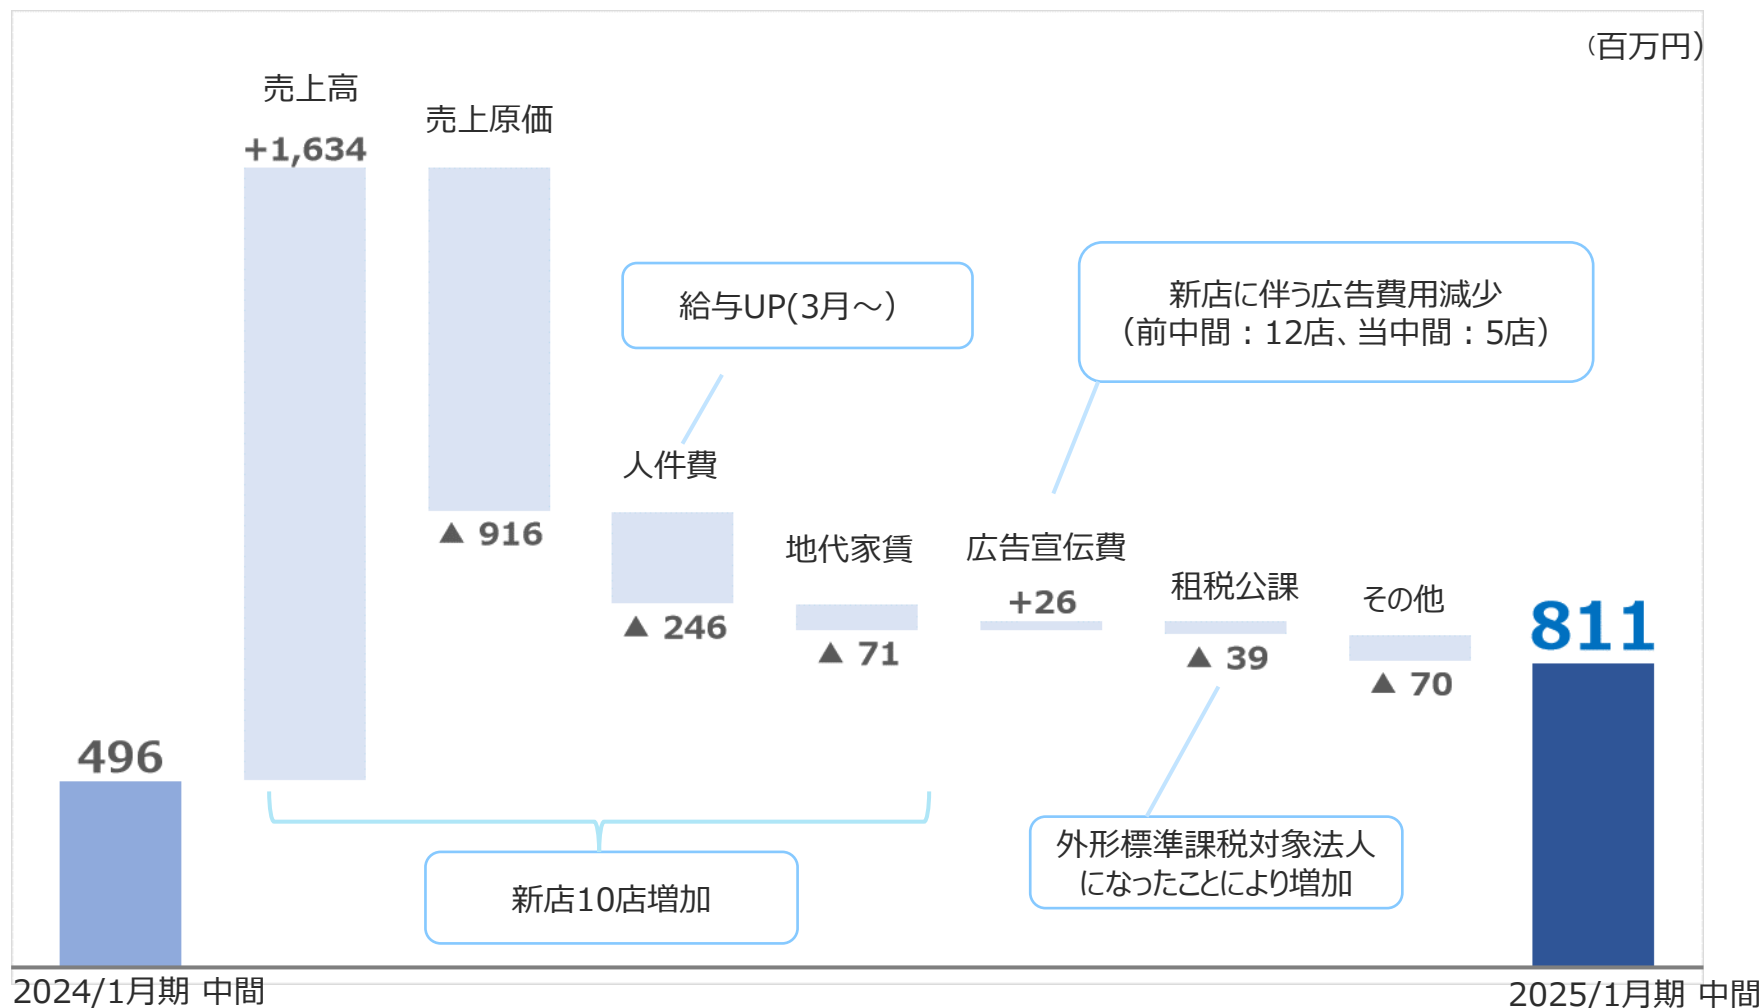 （百万円）
売上高
+1,634
売上原価
▲ 916
給与UP(3月～）
人件費
▲ 246
地代家賃
▲ 71
新店に伴う広告費用減少
（前中間：12店、当中間：5店）
広告宣伝費
+26
租税公課
▲ 39
その他
▲ 70
496
811
新店10店増加
外形標準課税対象法人
になったことにより増加
2024/1月期 中間
2025/1月期 中間